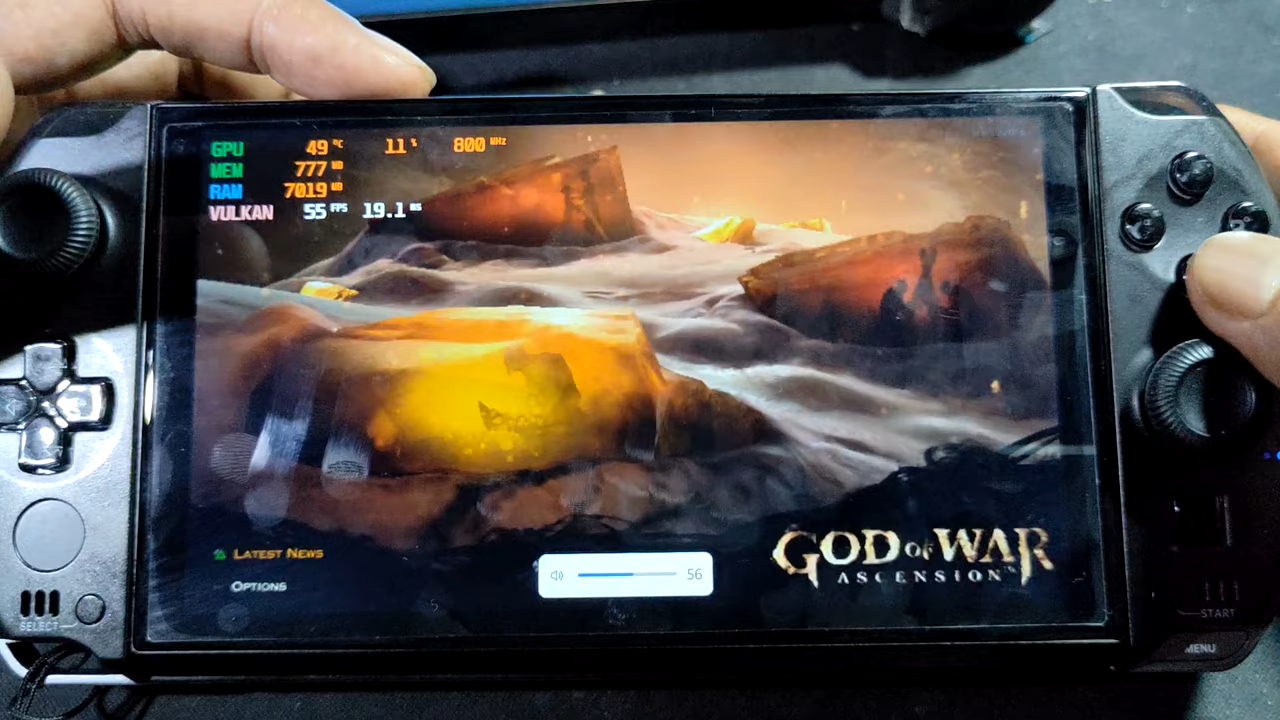 GPU 49 °C 11 % 800 MHz
MEM 777 MB
RAM 7019 MB
VULKAN 55 FPS 19.1 ms
LATEST NEWS
OPTIONS
56
GOD OF WAR
ASCENSION™
SELECT
START
MENU